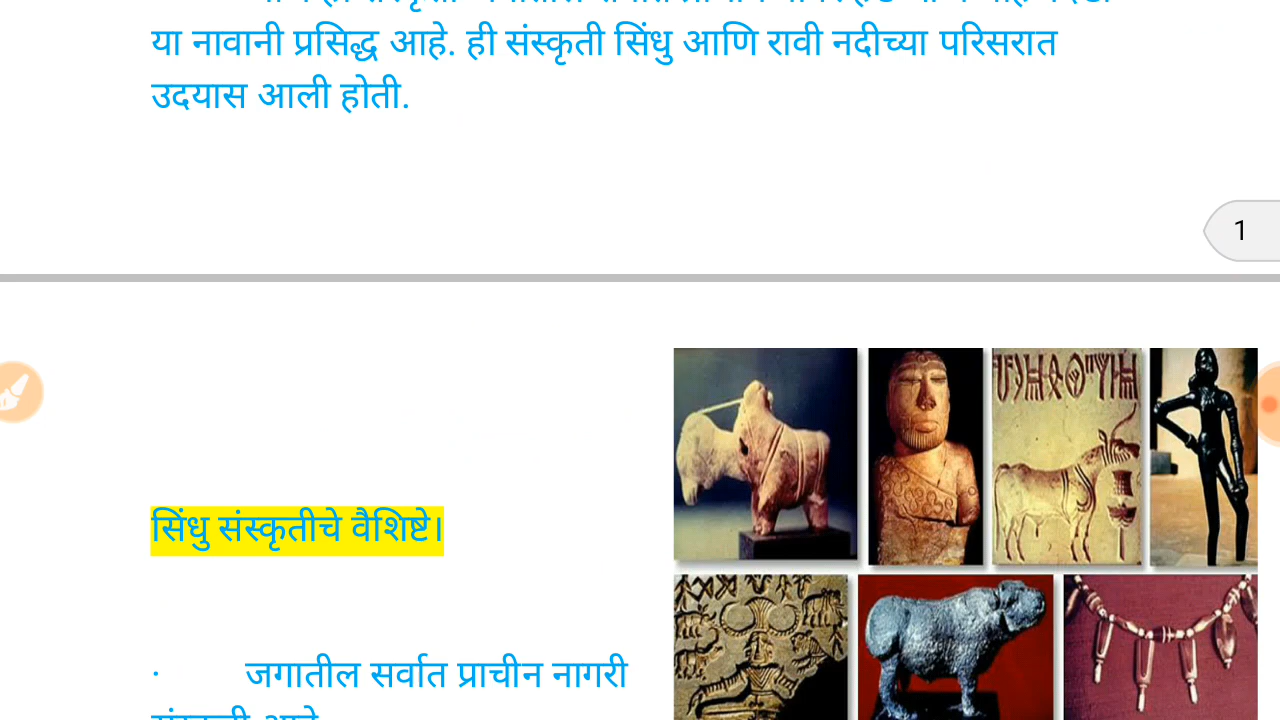 या नावानी प्रसिद्ध आहे. ही संस्कृती सिंधु आणि रावी नदीच्या परिसरात
उदयास आली होती.
1
सिंधु संस्कृतीचे वैशिष्टे।
· जगातील सर्वात प्राचीन नागरी